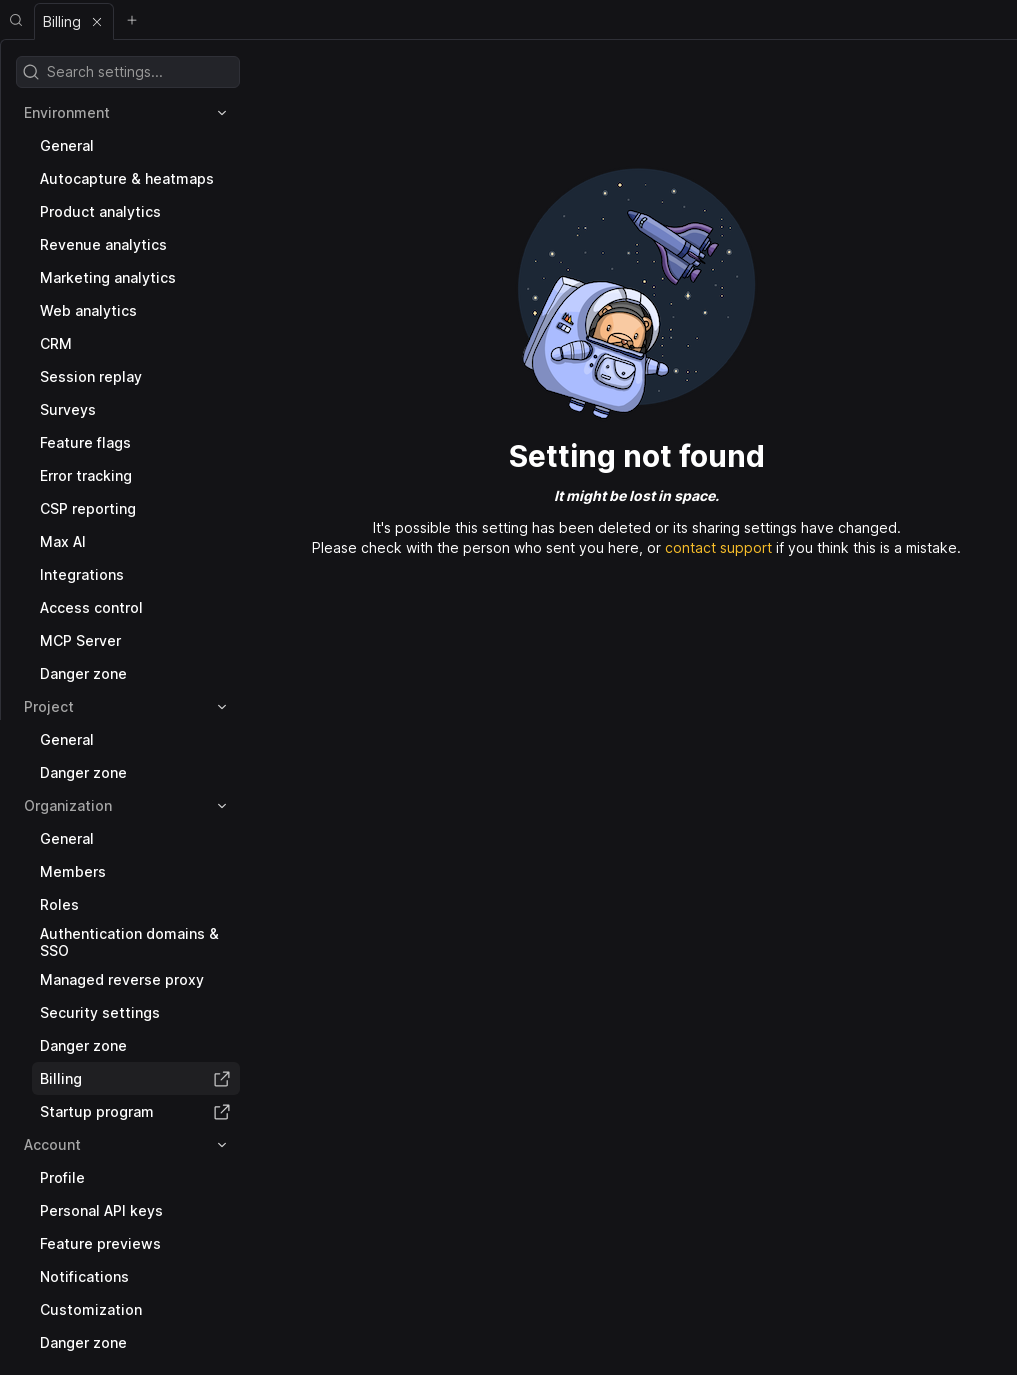 Billing
Search settings...
Environment
General
Autocapture & heatmaps
Product analytics
Revenue analytics
Marketing analytics
Web analytics
CRM
Session replay
Surveys
Feature flags
Error tracking
CSP reporting
Max AI
Integrations
Access control
MCP Server
Danger zone
Project
General
Danger zone
Organization
General
Members
Roles
Authentication domains &
SSO
Managed reverse proxy
Security settings
Danger zone
Billing
Startup program
Account
Profile
Personal API keys
Feature previews
Notifications
Customization
Danger zone
Setting not found
It might be lost in space.
It's possible this setting has been deleted or its sharing settings have changed.
Please check with the person who sent you here, or contact support if you think this is a mistake.